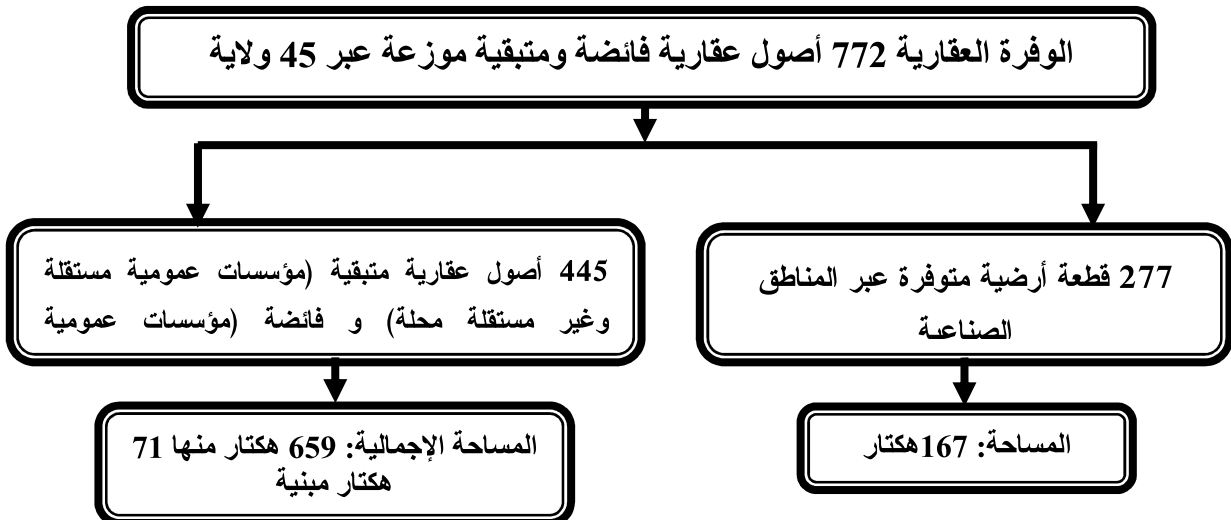 الوفرة العقارية 772 أصول عقارية فائضة ومتبقية موزعة عبر 45 ولاية
277 قطعة أرضية متوفرة عبر المناطق
الصناعية
445 أصول عقارية متبقية (مؤسسات عمومية مستقلة
وغير مستقلة محلة) و فائضة (مؤسسات عمومية
المساحة: 167هكتار
المساحة الإجمالية: 659 هكتار منها 71
هكتار مبنية